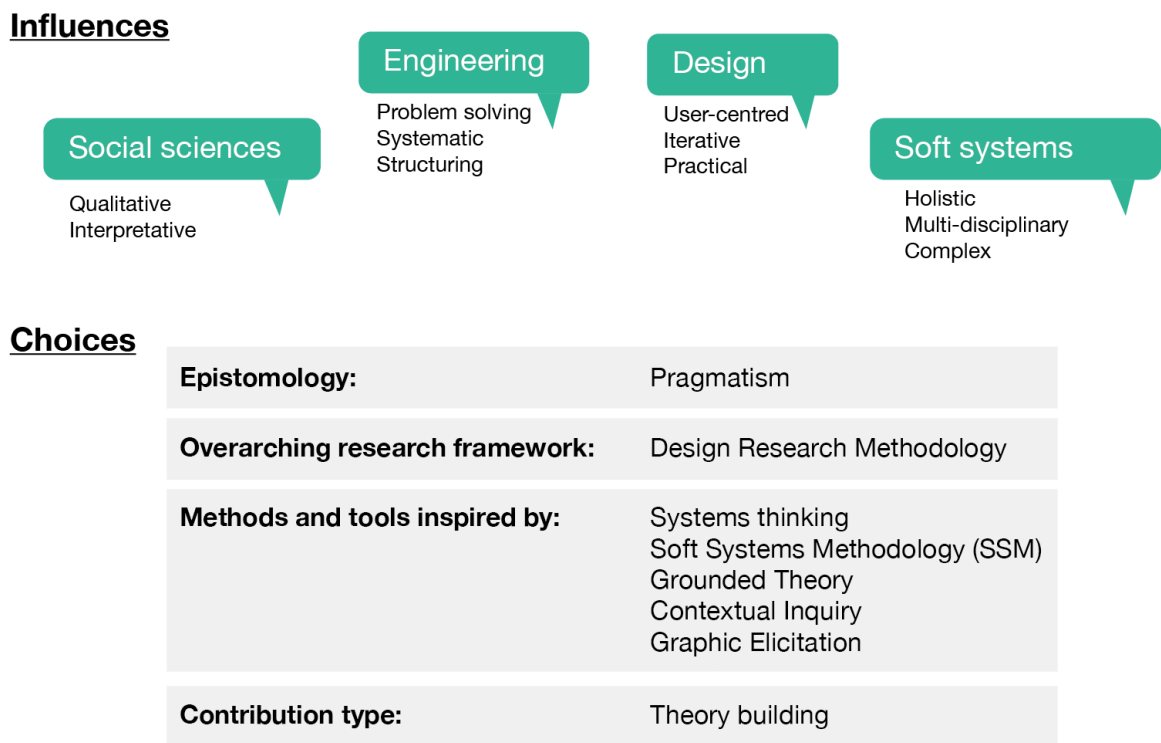 Influences
Social sciences
Qualitative
Interpretative
Engineering
Problem solving
Systematic
Structuring
Design
User-centred
Iterative
Practical
Soft systems
Holistic
Multi-disciplinary
Complex
Choices
Epistomology: Pragmatism
Overarching research framework: Design Research Methodology
Methods and tools inspired by: Systems thinking
Soft Systems Methodology (SSM)
Grounded Theory
Contextual Inquiry
Graphic Elicitation
Contribution type: Theory building